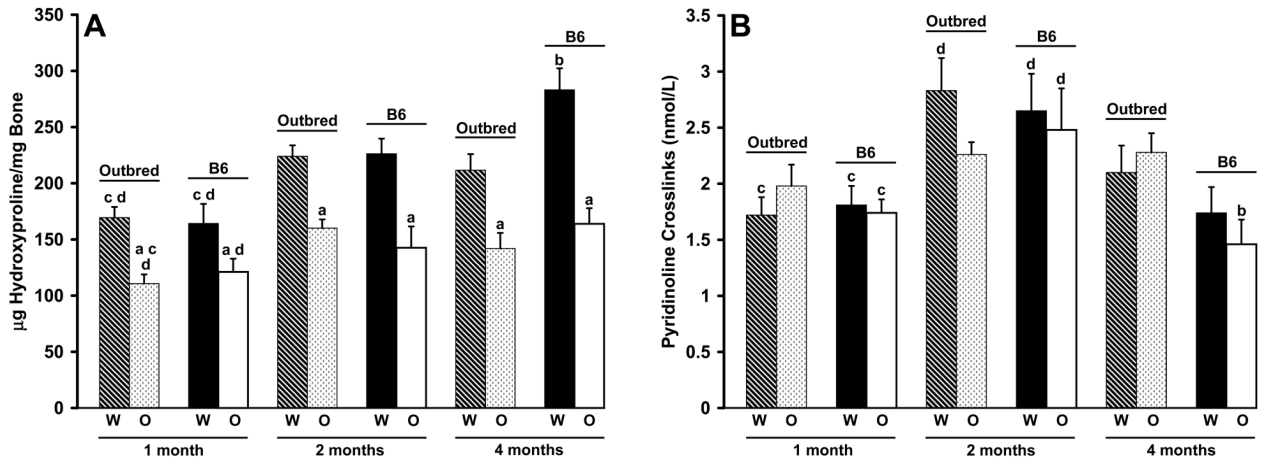 A
µg Hydroxyproline/mg Bone
350
300
250
200
150
100
50
0
Outbred
c d
a c
d
B6
c d
a d
Outbred
a
B6
a
Outbred
a
B6
b
a
W O W O W O W O W O W O
1 month 2 months 4 months
B
Pyridinoline Crosslinks (nmol/L)
3.5
3
2.5
2
1.5
1
0.5
0
Outbred
c
B6
c c
Outbred
d
B6
d d
Outbred
B6
b
W O W O W O W O W O W O
1 month 2 months 4 months